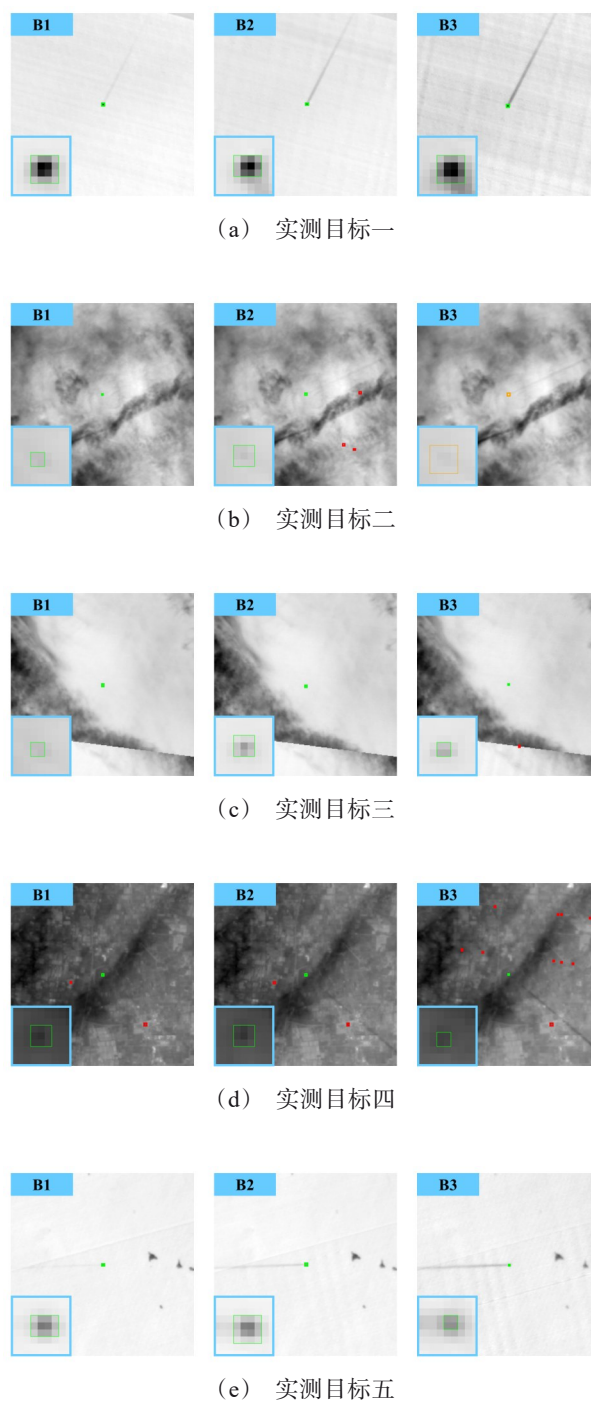 B1 B2 B3
（a） 实测目标一
B1 B2 B3
（b） 实测目标二
B1 B2 B3
（c） 实测目标三
B1 B2 B3
（d） 实测目标四
B1 B2 B3
（e） 实测目标五